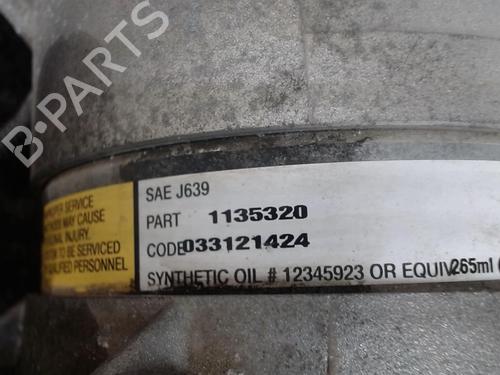 B-PARTS
SAE J639
PART 1135320
CODE 033121424
SYNTHETIC OIL # 12345923 OR EQUIV. 265ml
SERVICE
MAY CAUSE
INJURY.
TO BE SERVICED
QUALIFIED PERSONNEL